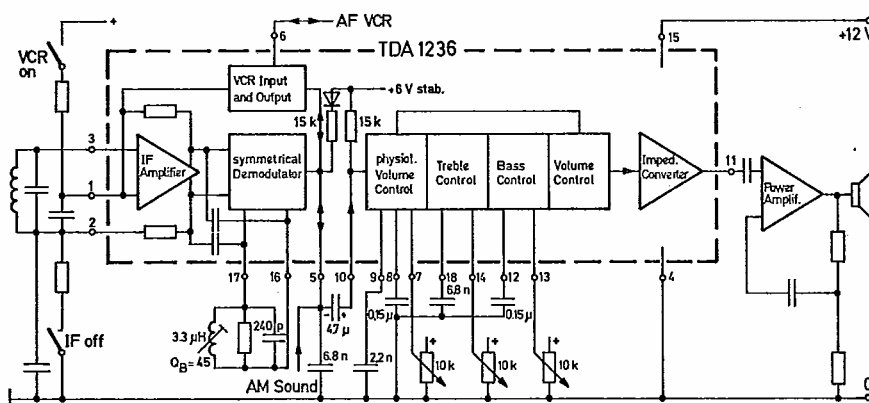 AF VCR
+
6
TDA 1236
15
+12 V
VCR
on
VCR Input
and Output
+6 V stab.
15 k
15 k
3
IF
Amplifier
symmetrical
Demodulator
physiol.
Volume
Control
Treble
Control
Bass
Control
Volume
Control
Imped.
Converter
11
Power
Amplif.
1
2
17
16
5
10
9
8
7
18
14
12
13
4
6,8 n
0,15 µ
0,15 µ
3.3 µH
240 p
- 47 µ +
Q_B = 45
IF off
AM Sound
6.8 n
2,2 n
+
10 k
+
10 k
+
10 k
0